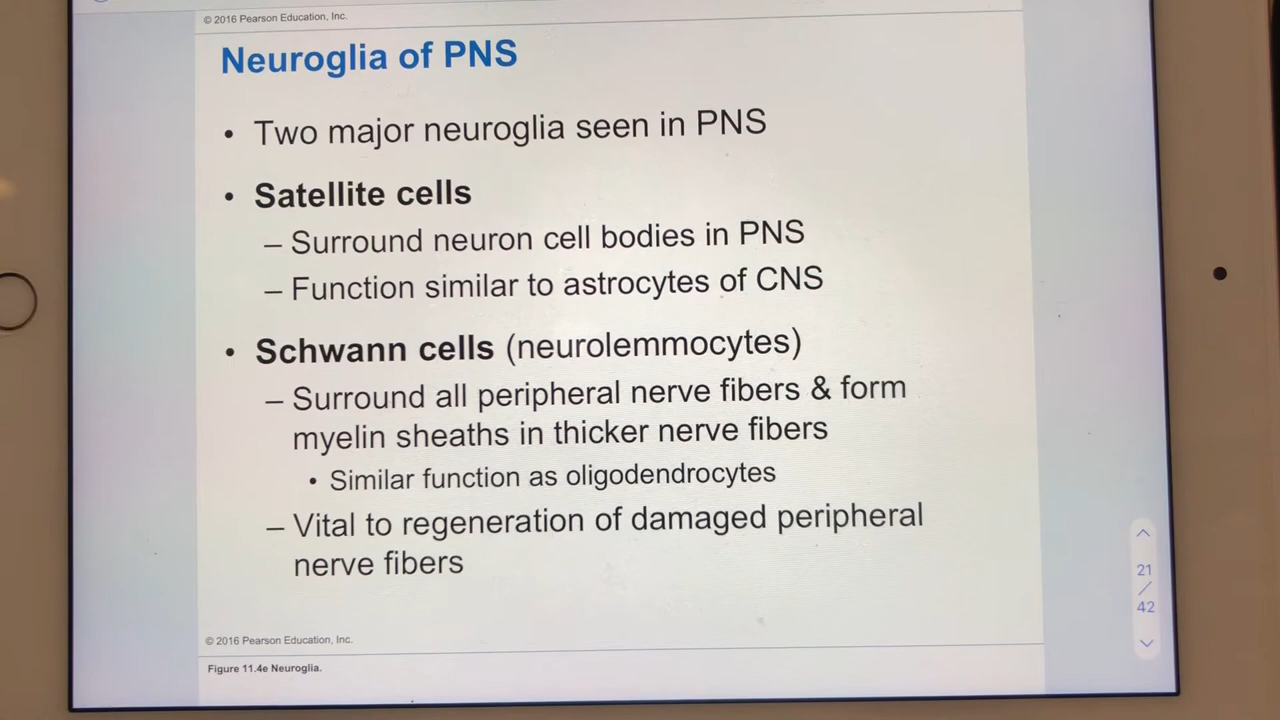 © 2016 Pearson Education, Inc.
Neuroglia of PNS
• Two major neuroglia seen in PNS
• Satellite cells
– Surround neuron cell bodies in PNS
– Function similar to astrocytes of CNS
• Schwann cells (neurolemmocytes)
– Surround all peripheral nerve fibers & form
myelin sheaths in thicker nerve fibers
• Similar function as oligodendrocytes
– Vital to regeneration of damaged peripheral
nerve fibers
21
/
42
© 2016 Pearson Education, Inc.
Figure 11.4e Neuroglia.